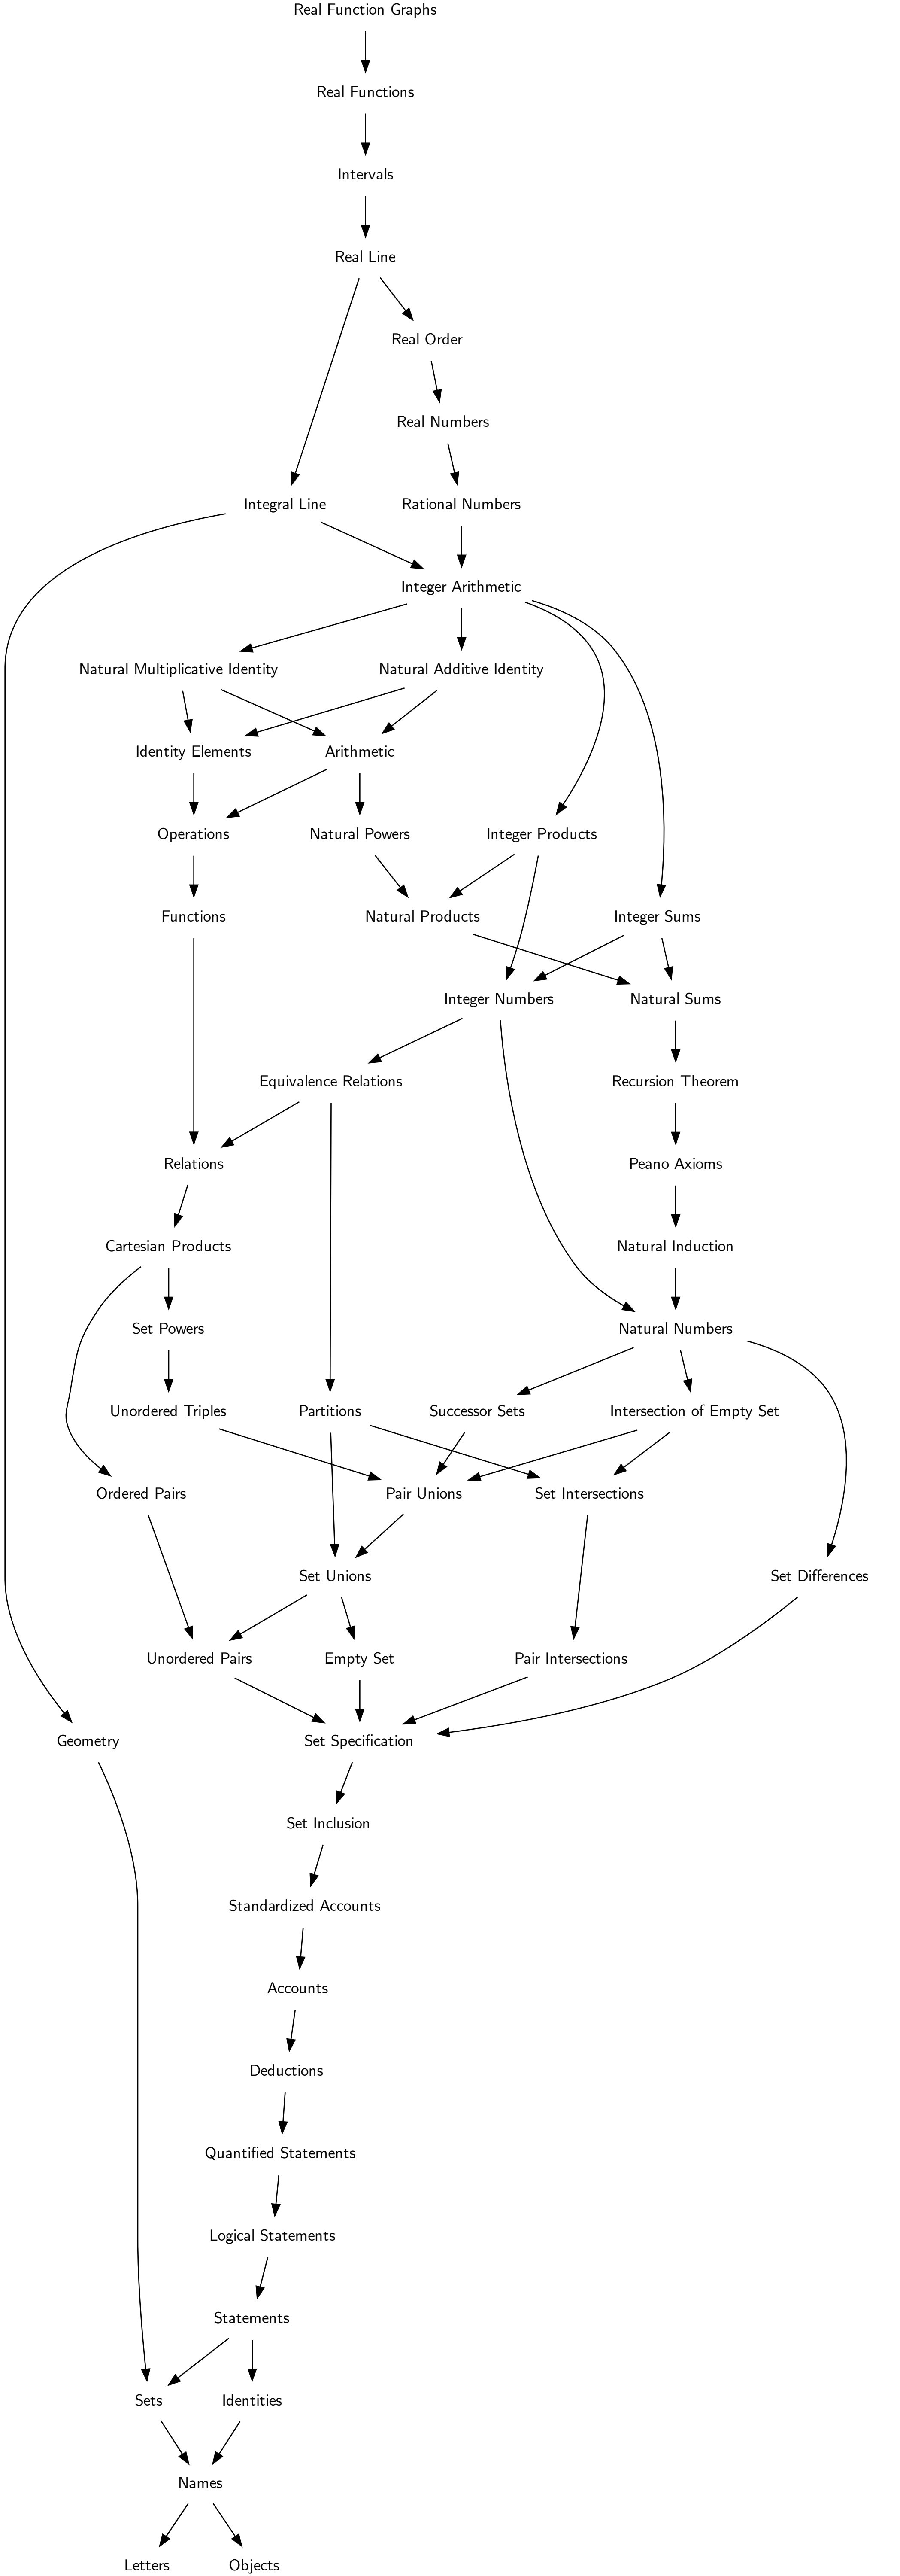 Real Function Graphs
Real Functions
Intervals
Real Line
Real Order
Real Numbers
Integral Line
Rational Numbers
Integer Arithmetic
Natural Multiplicative Identity
Natural Additive Identity
Identity Elements
Arithmetic
Operations
Natural Powers
Integer Products
Functions
Natural Products
Integer Sums
Integer Numbers
Natural Sums
Equivalence Relations
Recursion Theorem
Relations
Peano Axioms
Cartesian Products
Natural Induction
Set Powers
Natural Numbers
Unordered Triples
Partitions
Successor Sets
Intersection of Empty Set
Ordered Pairs
Pair Unions
Set Intersections
Set Unions
Set Differences
Unordered Pairs
Empty Set
Pair Intersections
Geometry
Set Specification
Set Inclusion
Standardized Accounts
Accounts
Deductions
Quantified Statements
Logical Statements
Statements
Sets
Identities
Names
Letters
Objects